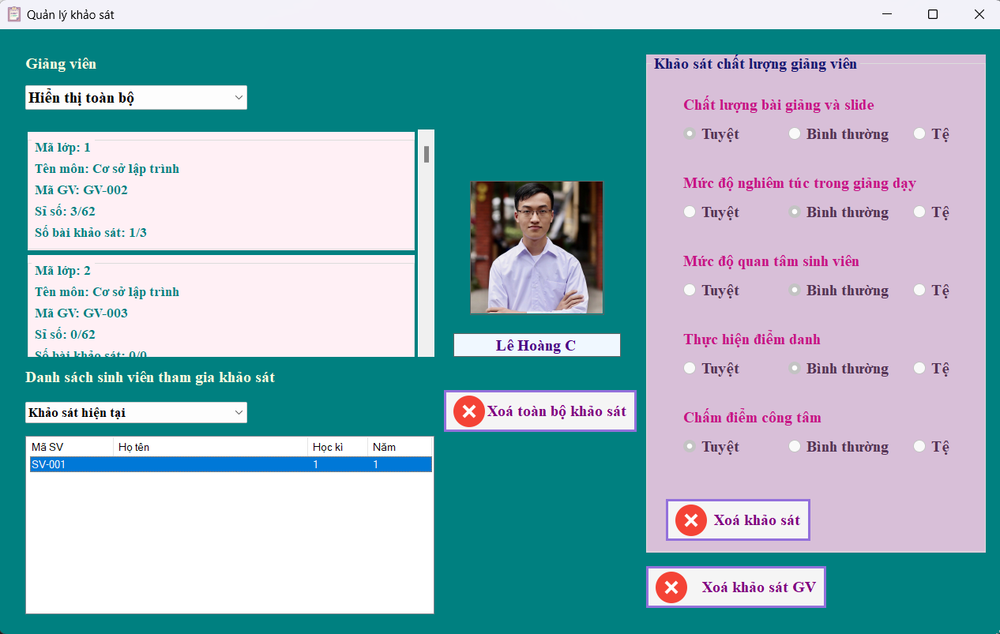 Quản lý khảo sát
Giảng viên
Hiển thị toàn bộ
Mã lớp: 1
Tên môn: Cơ sở lập trình
Mã GV: GV-002
Sĩ số: 3/62
Số bài khảo sát: 1/3
Mã lớp: 2
Tên môn: Cơ sở lập trình
Mã GV: GV-003
Sĩ số: 0/62
Số bài khảo sát: 0/0
Danh sách sinh viên tham gia khảo sát
Khảo sát hiện tại
Mã SV Họ tên Học kì Năm
SV-001 1 1
Lê Hoàng C
Xoá toàn bộ khảo sát
Khảo sát chất lượng giảng viên
Chất lượng bài giảng và slide
Tuyệt Bình thường Tệ
Mức độ nghiêm túc trong giảng dạy
Tuyệt Bình thường Tệ
Mức độ quan tâm sinh viên
Tuyệt Bình thường Tệ
Thực hiện điểm danh
Tuyệt Bình thường Tệ
Chấm điểm công tâm
Tuyệt Bình thường Tệ
Xoá khảo sát
Xoá khảo sát GV